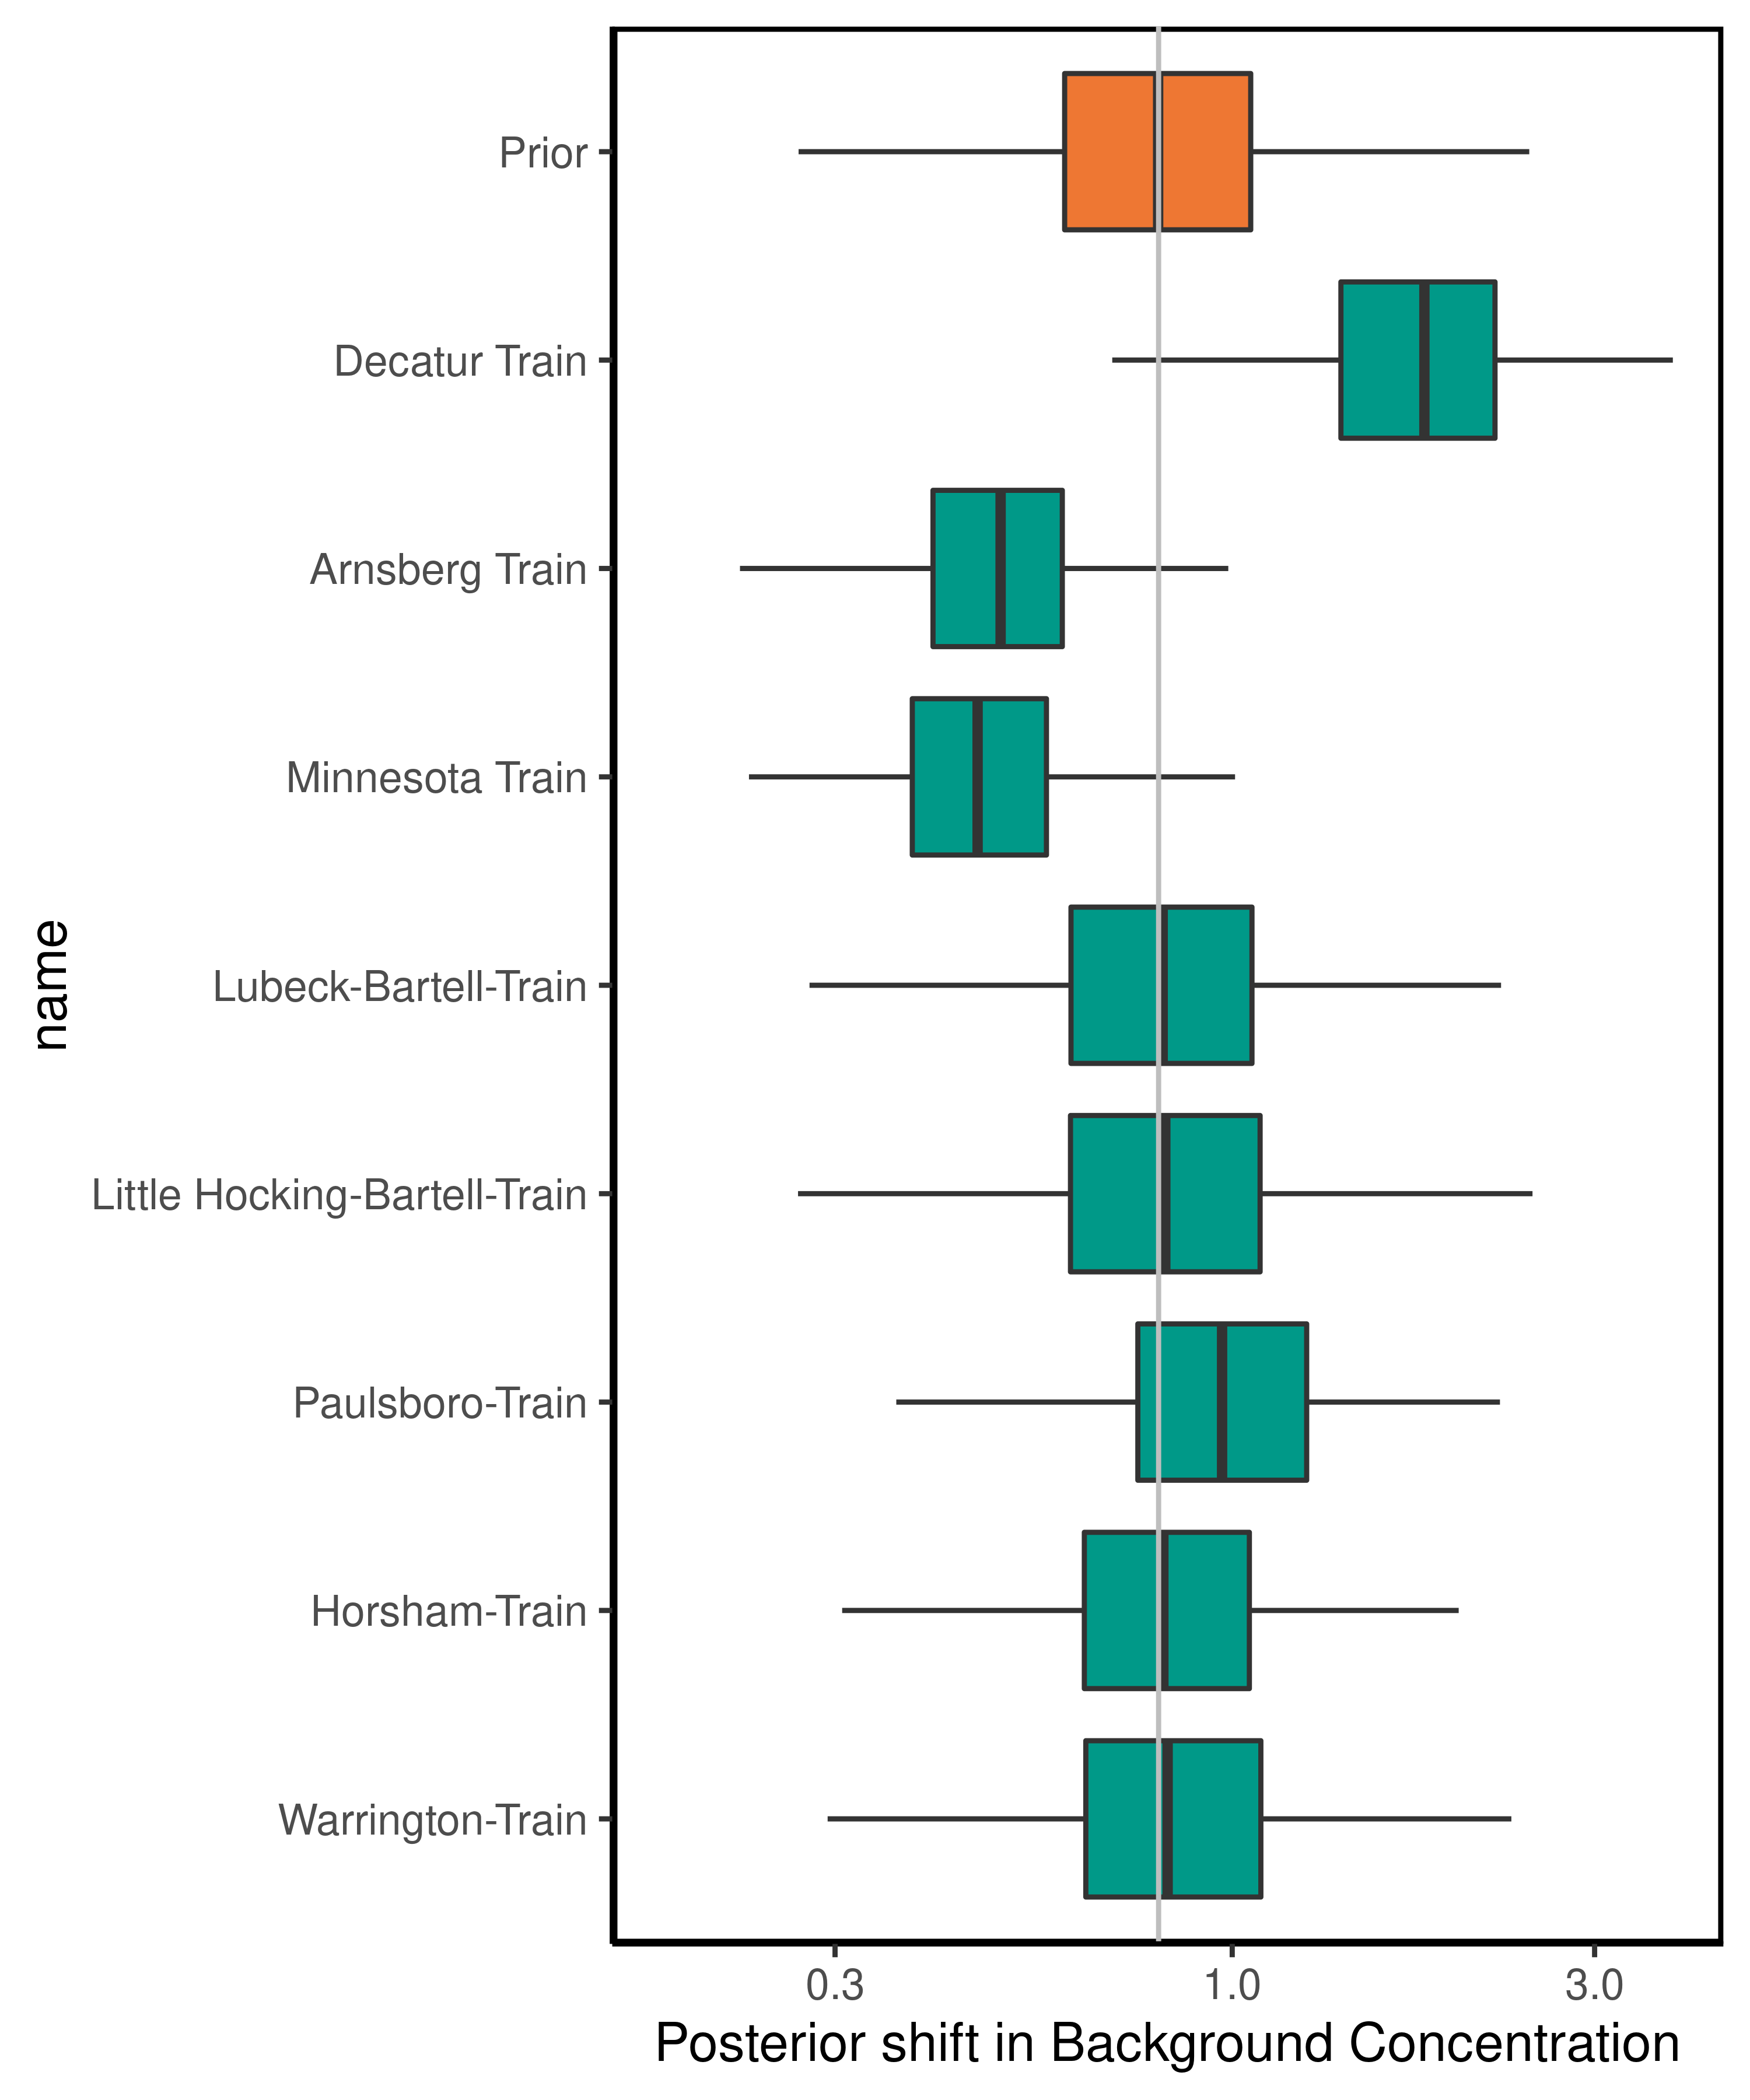 Prior
Decatur Train
Arnsberg Train
Minnesota Train
Lubeck-Bartell-Train
Little Hocking-Bartell-Train
Paulsboro-Train
Horsham-Train
Warrington-Train
name
0.3 1.0 3.0
Posterior shift in Background Concentration